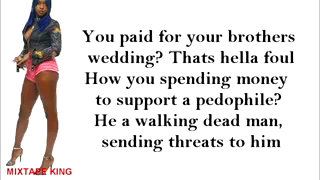 You paid for your brothers
wedding? Thats hella foul
How you spending money
to support a pedophile?
He a walking dead man,
sending threats to him
MIXTAPE KING